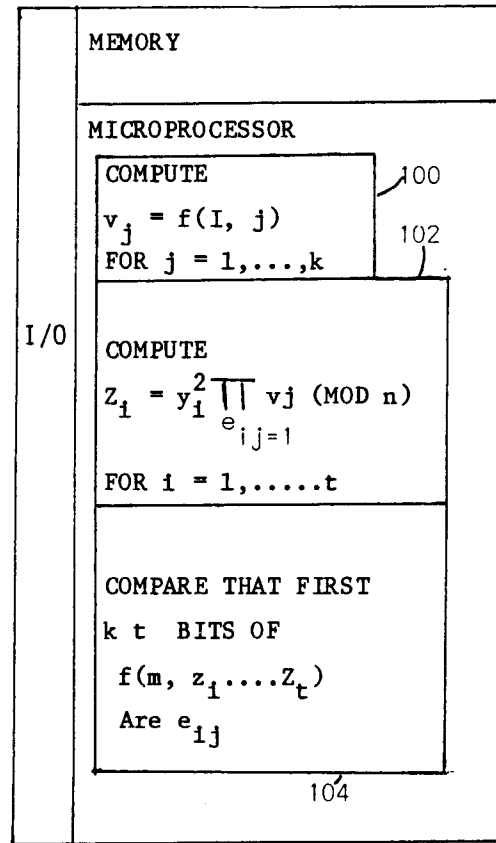 MEMORY
MICROPROCESSOR
COMPUTE
100
v_j = f(I, j)
102
FOR j = 1,...,k
I/O
COMPUTE
Z_i = y_i^2 ∏ vj (MOD n)
e_ij=1
FOR i = 1,.....t
COMPARE THAT FIRST
k t BITS OF
f(m, z_i....Z_t)
Are e_ij
104